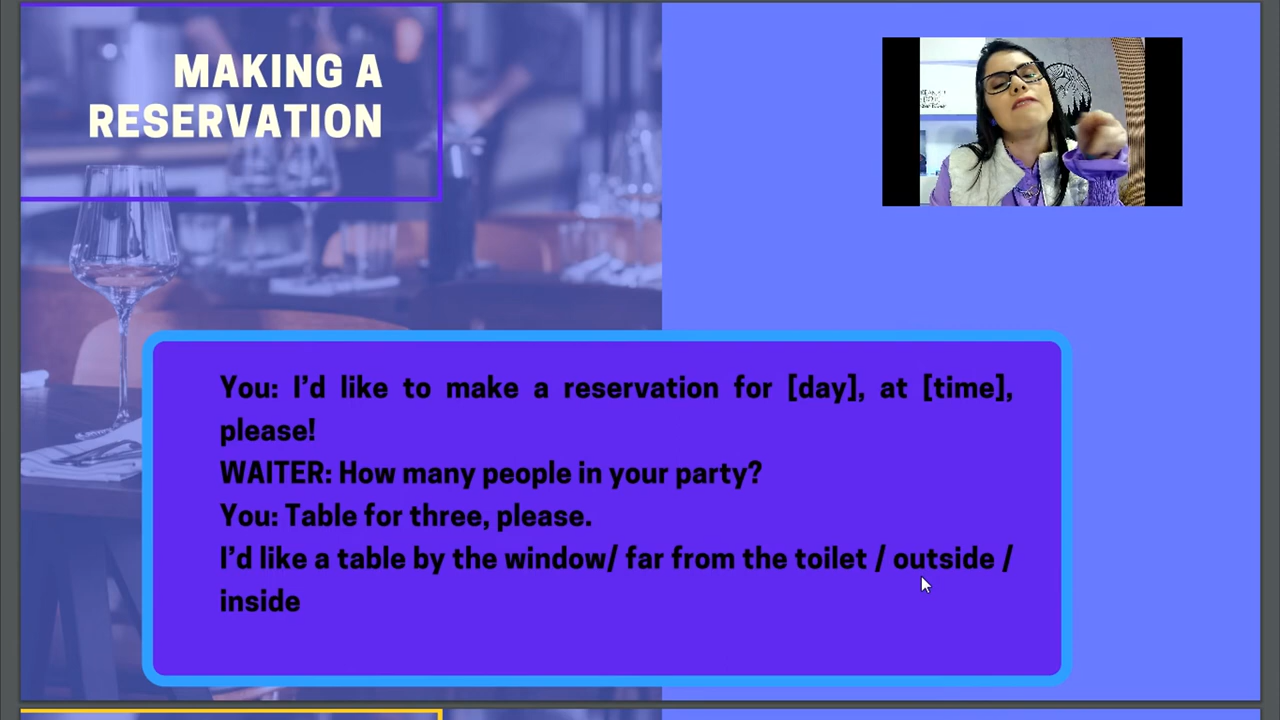 MAKING A
RESERVATION
You: I'd like to make a reservation for [day], at [time],
please!
WAITER: How many people in your party?
You: Table for three, please.
I'd like a table by the window/ far from the toilet / outside /
inside